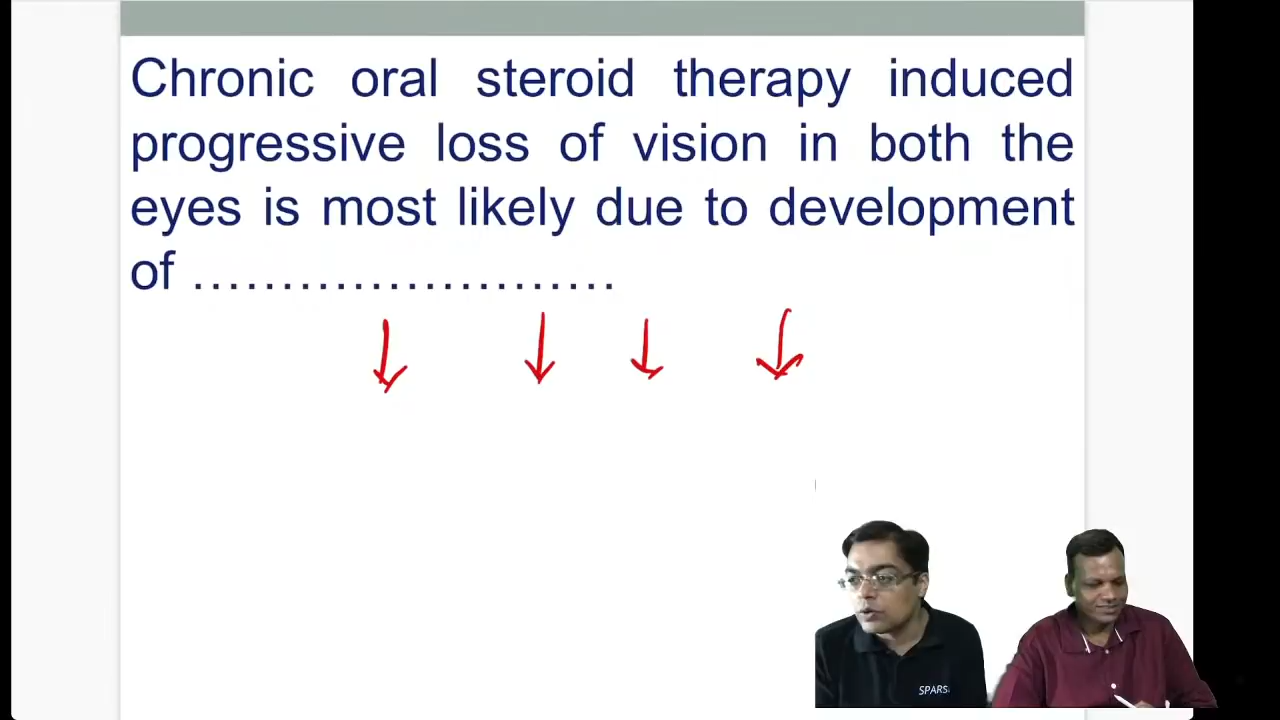 Chronic oral steroid therapy induced
progressive loss of vision in both the
eyes is most likely due to development
of ........................
SPARS